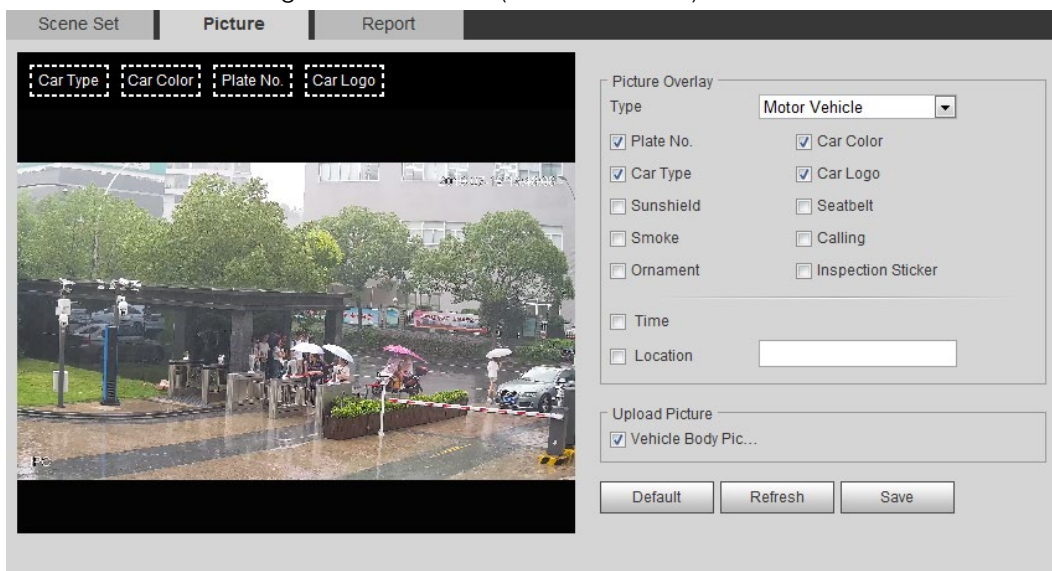 Scene Set Picture Report
Car Type Car Color Plate No. Car Logo
Picture Overlay
Type Motor Vehicle
Plate No. Car Color
Car Type Car Logo
Sunshield Seatbelt
Smoke Calling
Ornament Inspection Sticker
Time
Location
Upload Picture
Vehicle Body Pic...
Default Refresh Save